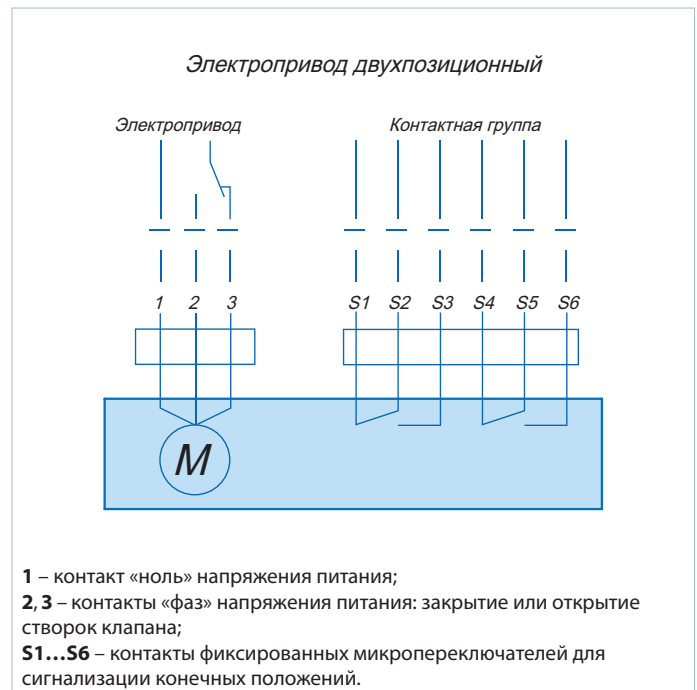 Электропривод двухпозиционный
Электропривод
Контактная группа
1 2 3 S1 S2 S3 S4 S5 S6
M
1 – контакт «ноль» напряжения питания;
2, 3 – контакты «фаз» напряжения питания: закрытие или открытие
створок клапана;
S1...S6 – контакты фиксированных микропереключателей для
сигнализации конечных положений.